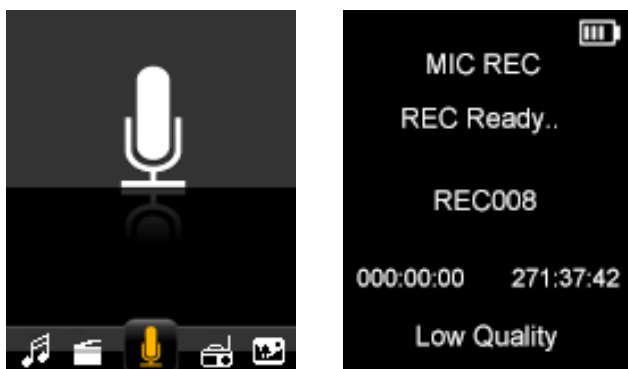 MIC REC
REC Ready..
REC008
000:00:00 271:37:42
Low Quality